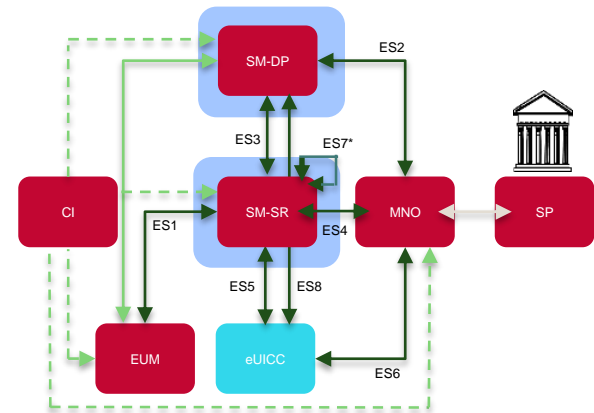 ES2
SM-DP
ES3
ES7*
CI
SM-SR
MNO
SP
ES1
ES4
ES5
ES8
EUM
eUICC
ES6